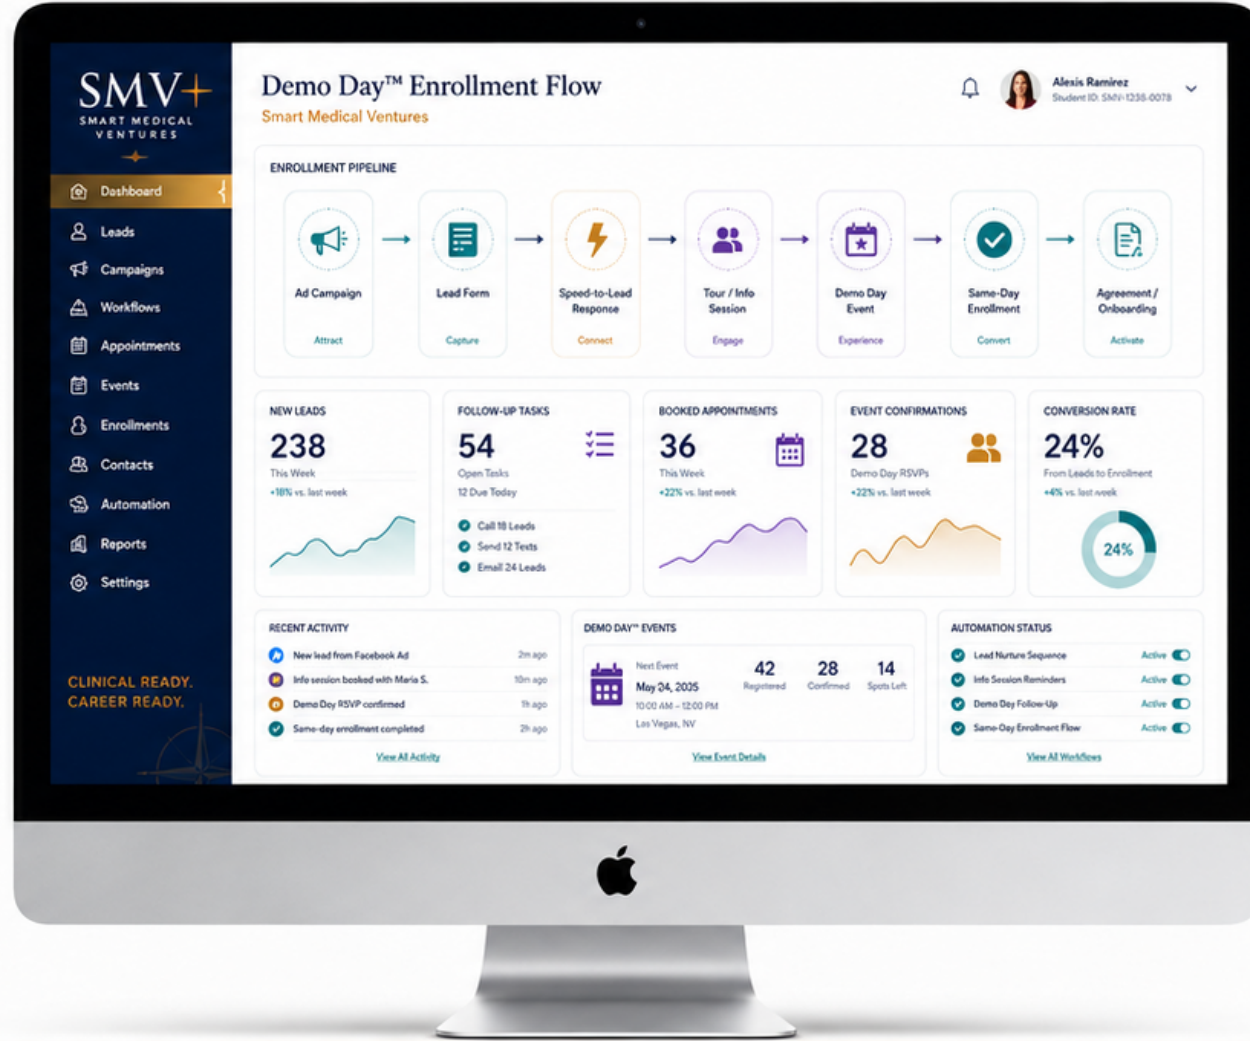 SMV
SMART MEDICAL
VENTURES
Dashboard
Leads
Campaigns
Workflows
Appointments
Events
Enrollments
Contacts
Automation
Reports
Settings
CLINICAL READY.
CAREER READY.
Demo Day™ Enrollment Flow
Smart Medical Ventures
Alexis Ramirez
Student ID: SMV-1236-0078
ENROLLMENT PIPELINE
Ad Campaign
Attract
Lead Form
Capture
Speed-to-Lead
Response
Connect
Tour / Info
Session
Engage
Demo Day
Event
Experience
Same-Day
Enrollment
Convert
Agreement /
Onboarding
Activate
NEW LEADS
238
This Week
+18% vs. last week
FOLLOW-UP TASKS
54
Open Tasks
12 Due Today
Call 18 Leads
Send 12 Texts
Email 24 Leads
BOOKED APPOINTMENTS
36
This Week
+22% vs. last week
EVENT CONFIRMATIONS
28
Demo Day RSVPs
+22% vs. last week
CONVERSION RATE
24%
From Leads to Enrollment
+4% vs. last week
24%
RECENT ACTIVITY
New lead from Facebook Ad 2m ago
Info session booked with Maria S. 10m ago
Demo Day RSVP confirmed 1h ago
Same-day enrollment completed 2h ago
View All Activity
DEMO DAY™ EVENTS
Next Event
May 24, 2035
10:00 AM – 12:00 PM
Las Vegas, NV
42
Registered
28
Confirmed
14
Spots Left
View Event Details
AUTOMATION STATUS
Lead Nurture Sequence Active
Info Session Reminders Active
Demo Day Follow-Up Active
Same-Day Enrollment Flow Active
View All Workflows